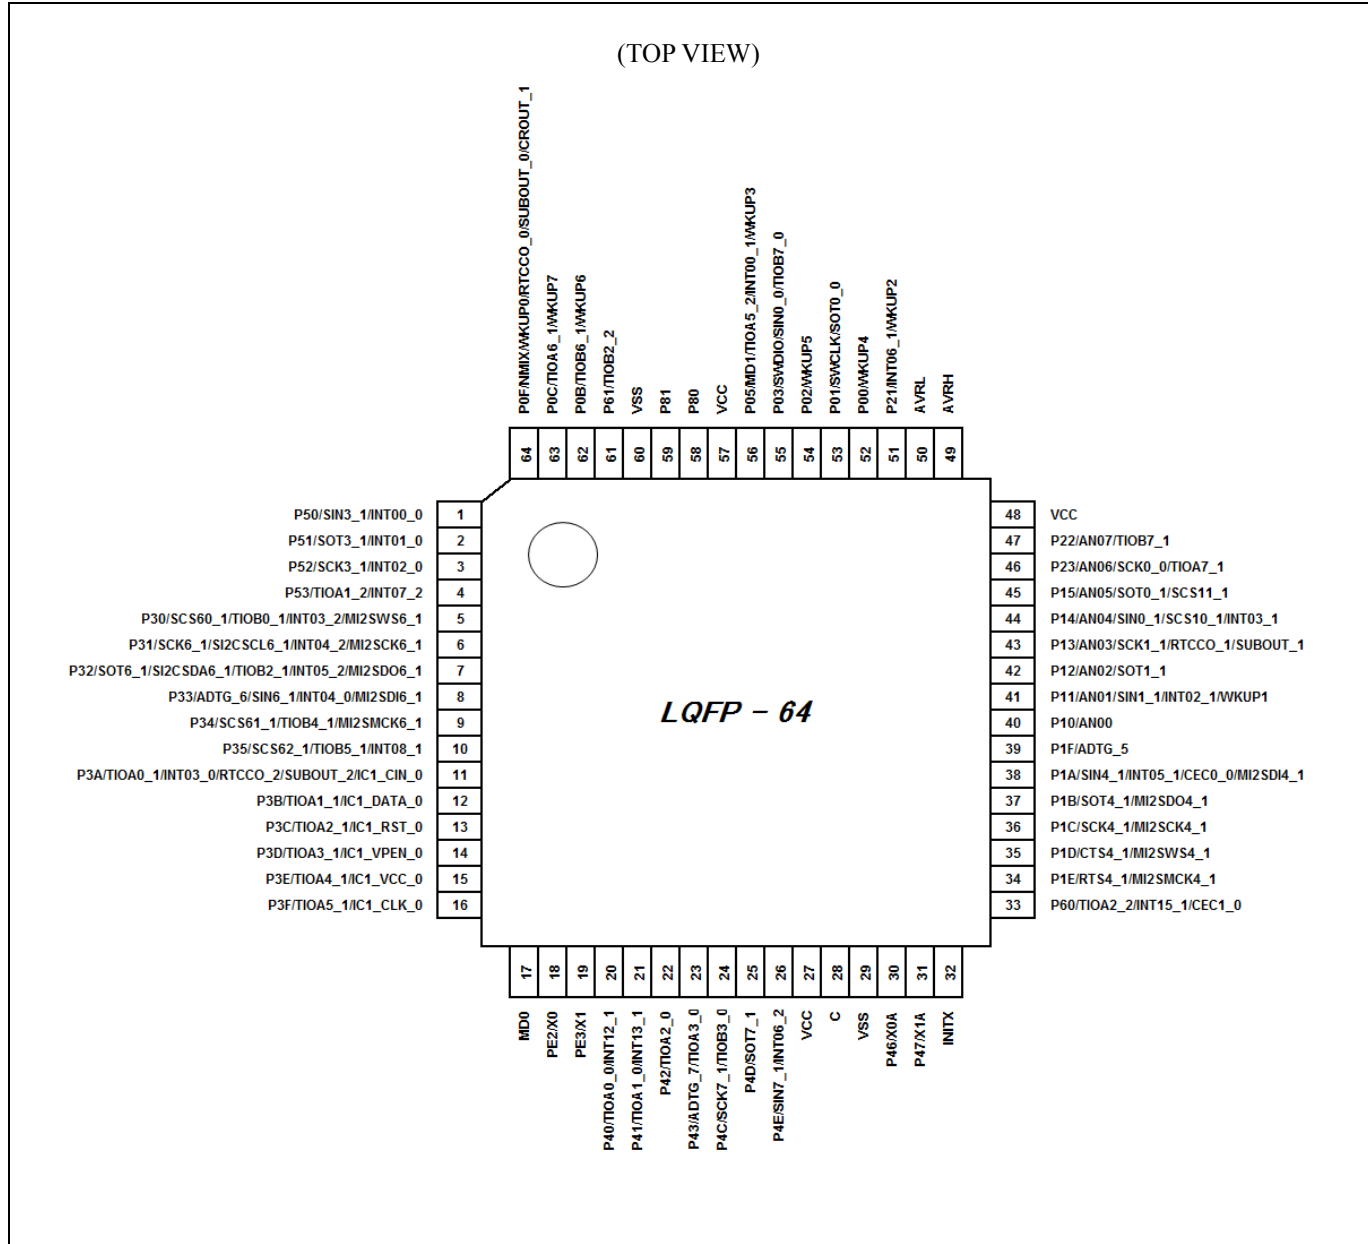 (TOP VIEW)
P0F/NMIX/WKUP0/RTCCO_0/SUBOUT_0/CROUT_1
P0C/TIOA6_1/WKUP7
P0B/TIOB6_1/WKUP6
P61/TIOB2_2
VSS
P81
P80
VCC
P05/MD1/TIOA5_2/INT00_1/WKUP3
P03/SWDIO/SIN0_0/TIOB7_0
P02/WKUP5
P01/SWCLK/SOT0_0
P00/WKUP4
P21/INT06_1/WKUP2
AVRL
AVRH
64 63 62 61 60 59 58 57 56 55 54 53 52 51 50 49
P50/SIN3_1/INT00_0 1
P51/SOT3_1/INT01_0 2
P52/SCK3_1/INT02_0 3
P53/TIOA1_2/INT07_2 4
P30/SCS60_1/TIOB0_1/INT03_2/MI2SWS6_1 5
P31/SCK6_1/SI2CSCL6_1/INT04_2/MI2SCK6_1 6
P32/SOT6_1/SI2CSDA6_1/TIOB2_1/INT05_2/MI2SDO6_1 7
P33/ADTG_6/SIN6_1/INT04_0/MI2SDI6_1 8
P34/SCS61_1/TIOB4_1/MI2SMCK6_1 9
P35/SCS62_1/TIOB5_1/INT08_1 10
P3A/TIOA0_1/INT03_0/RTCCO_2/SUBOUT_2/IC1_CIN_0 11
P3B/TIOA1_1/IC1_DATA_0 12
P3C/TIOA2_1/IC1_RST_0 13
P3D/TIOA3_1/IC1_VPEN_0 14
P3E/TIOA4_1/IC1_VCC_0 15
P3F/TIOA5_1/IC1_CLK_0 16
LQFP - 64
48 VCC
47 P22/AN07/TIOB7_1
46 P23/AN06/SCK0_0/TIOA7_1
45 P15/AN05/SOT0_1/SCS11_1
44 P14/AN04/SIN0_1/SCS10_1/INT03_1
43 P13/AN03/SCK1_1/RTCCO_1/SUBOUT_1
42 P12/AN02/SOT1_1
41 P11/AN01/SIN1_1/INT02_1/WKUP1
40 P10/AN00
39 P1F/ADTG_5
38 P1A/SIN4_1/INT05_1/CEC0_0/MI2SDI4_1
37 P1B/SOT4_1/MI2SDO4_1
36 P1C/SCK4_1/MI2SCK4_1
35 P1D/CTS4_1/MI2SWS4_1
34 P1E/RTS4_1/MI2SMCK4_1
33 P60/TIOA2_2/INT15_1/CEC1_0
17 18 19 20 21 22 23 24 25 26 27 28 29 30 31 32
MD0
PE2/X0
PE3/X1
P40/TIOA0_0/INT12_1
P41/TIOA1_0/INT13_1
P42/TIOA2_0
P43/ADTG_7/TIOA3_0
P4C/SCK7_1/TIOB3_0
P4D/SOT7_1
P4E/SIN7_1/INT06_2
VCC
C
VSS
P46/X0A
P47/X1A
INITX